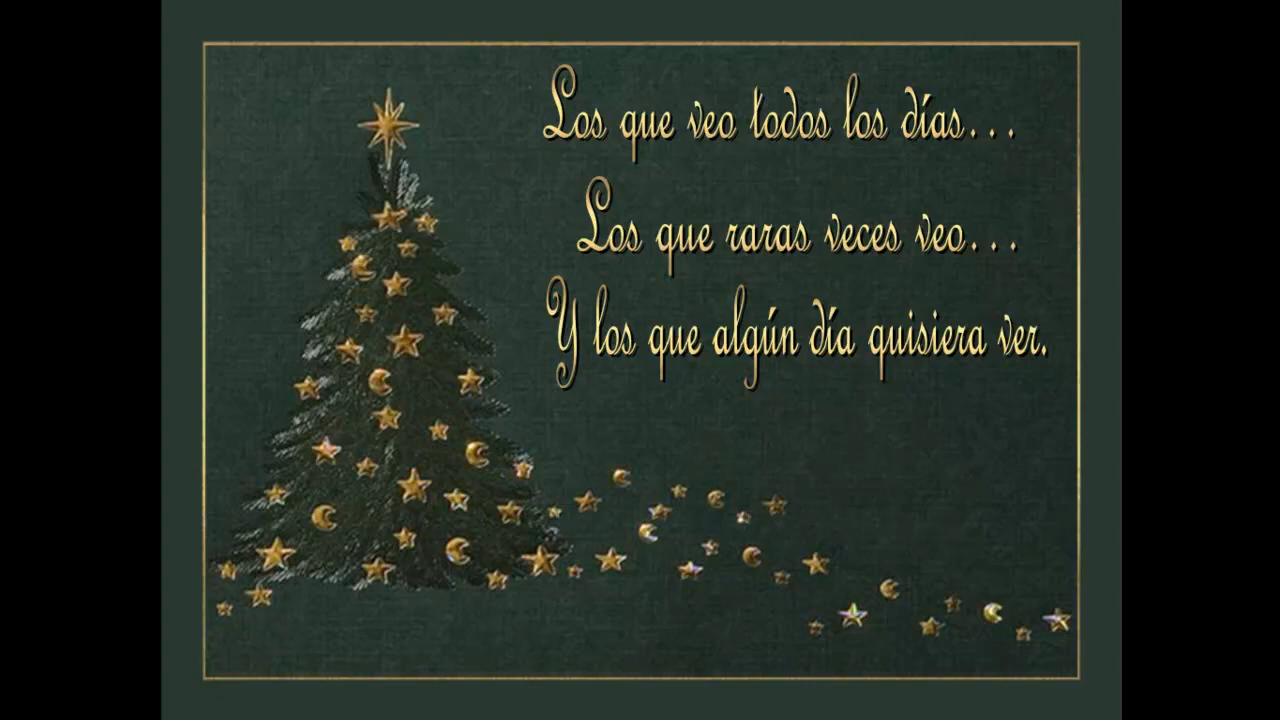 Los que veo todos los días...
Los que raras veces veo...
Y los que algún día quisiera ver.